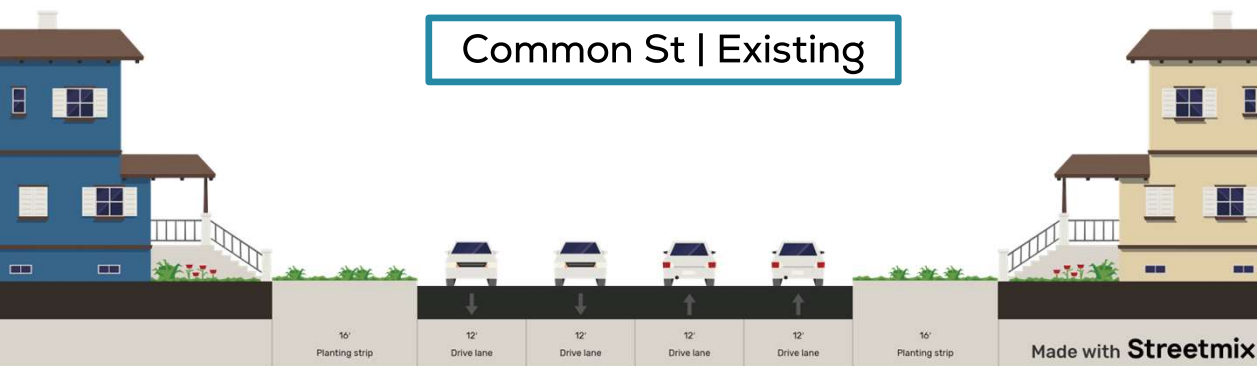 Common St | Existing
16' 12' 12' 12' 12' 16'
Planting strip Drive lane Drive lane Drive lane Drive lane Planting strip
Made with Streetmix